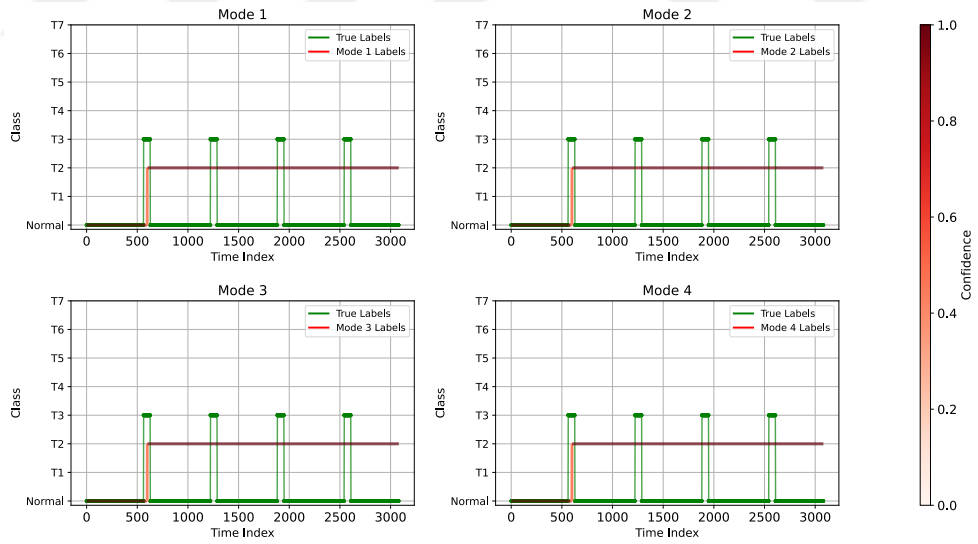 Mode 1
T7
T6
T5
T4
T3
T2
T1
Normal
Class
True Labels
Mode 1 Labels
0 500 1000 1500 2000 2500 3000
Time Index
Mode 2
T7
T6
T5
T4
T3
T2
T1
Normal
Class
True Labels
Mode 2 Labels
0 500 1000 1500 2000 2500 3000
Time Index
Mode 3
T7
T6
T5
T4
T3
T2
T1
Normal
Class
True Labels
Mode 3 Labels
0 500 1000 1500 2000 2500 3000
Time Index
Mode 4
T7
T6
T5
T4
T3
T2
T1
Normal
Class
True Labels
Mode 4 Labels
0 500 1000 1500 2000 2500 3000
Time Index
1.0
0.8
0.6
0.4
0.2
0.0
Confidence